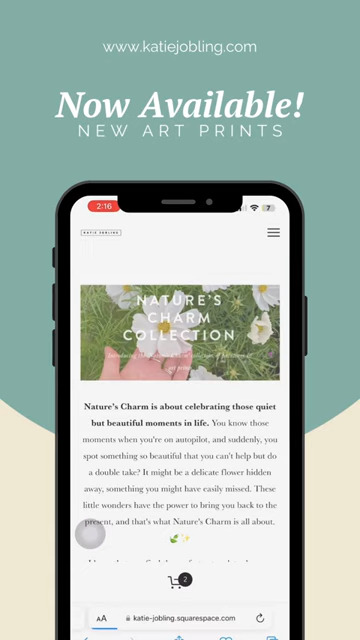 www.katiejobling.com
Now Available!
NEW ART PRINTS
2:16
7
KATIE JOBLING
NATURE'S
CHARM
COLLECTION
Nature's Charm is about celebrating those quiet
but beautiful moments in life. You know those
moments when you're on autopilot, and suddenly, you
spot something so beautiful that you can't help but do
a double take? It might be a delicate flower hidden
away, something you might have easily missed. These
little wonders have the power to bring you back to the
present, and that's what Nature's Charm is all about.
🍃✨
2
AA
katie-jobling.squarespace.com